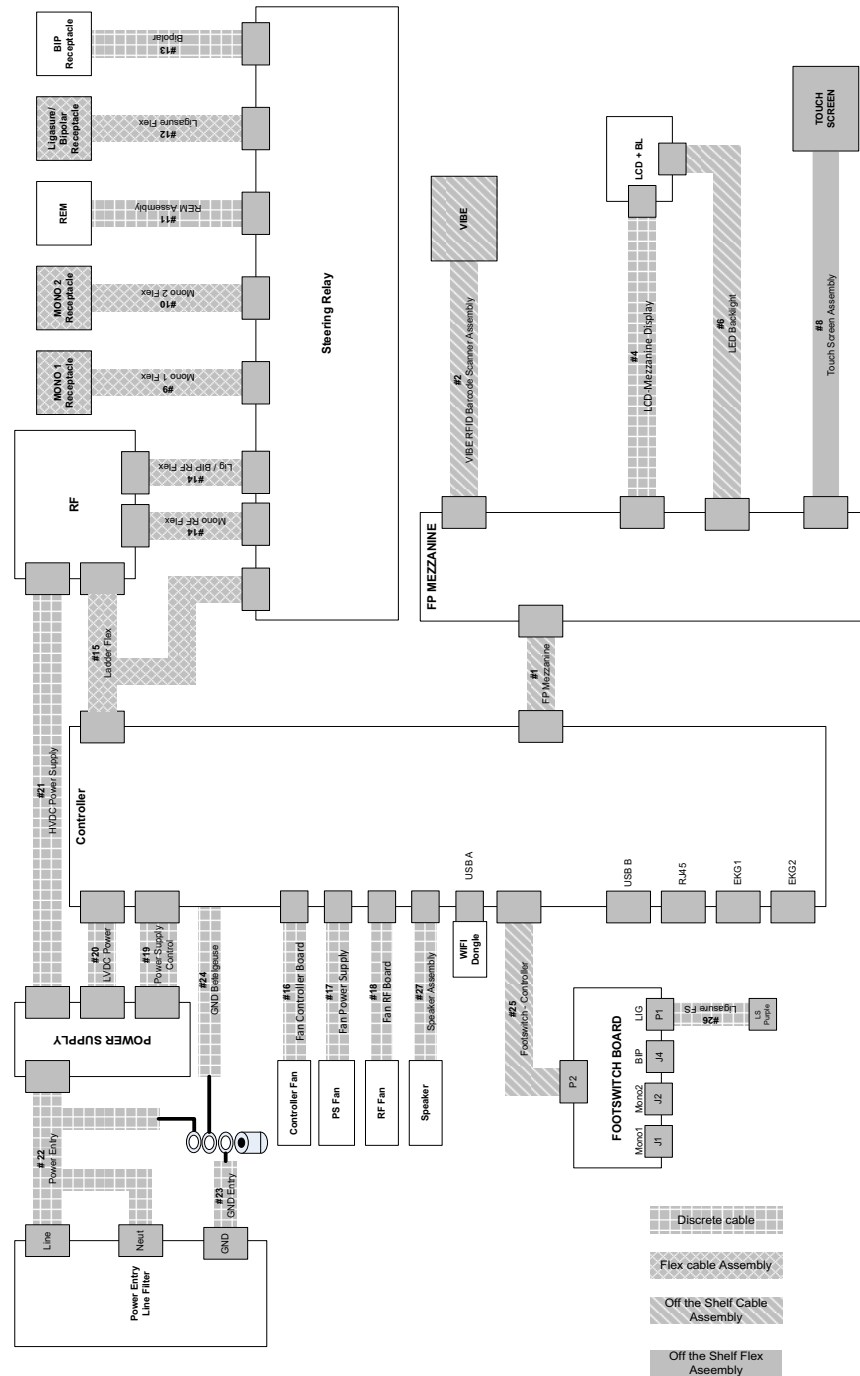 BIP
Receptacle
#13
Bipolar
Ligasure/
Bipolar
Receptacle
#12
Ligasure Flex
REM
#11
REM Assembly
MONO 2
Receptacle
#10
Mono 2 Flex
MONO 1
Receptacle
#9
Mono 1 Flex
Steering Relay
RF
#14
Lig / BIP RF Flex
#14
Mono RF Flex
#15
Ladder Flex
#21
HVDC Power Supply
Controller
VIBE
#2
VIBE RFID Barcode Scanner Assembly
LCD + BL
#4
LCD-Mezzanine Display
#6
LED Backlight
TOUCH
SCREEN
#8
Touch Screen Assembly
FP MEZZANINE
#1
FP Mezzanine
POWER SUPPLY
#20
LVDC Power
#19
Power Supply
Control
#24
GND Betelgeuse
#22
Power Entry
#23
GND Entry
Line
Neut
GND
Power Entry
Line Filter
#16
Fan Controller Board
Controller Fan
#17
Fan Power Supply
PS Fan
#18
Fan RF Board
RF Fan
#27
Speaker Assembly
Speaker
USB A
WIFI
Dongle
#25
Footswitch - Controller
USB B
RJ45
EKG1
EKG2
P2
FOOTSWITCH BOARD
LIG
P1
BIP
J4
Mono2
J2
Mono1
J1
#26
Ligasure FS
LS
Purple
Discrete cable
Flex cable Assembly
Off the Shelf Cable
Assembly
Off the Shelf Flex
Aseembly